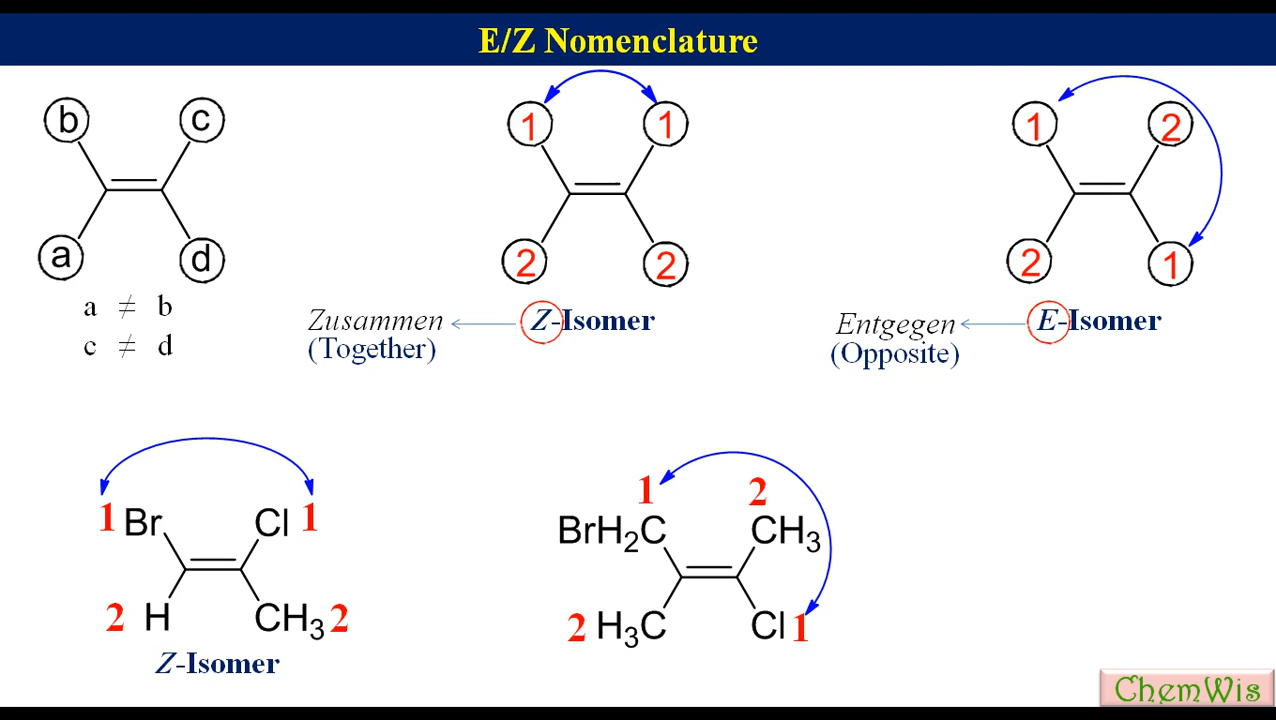 E/Z Nomenclature
b c 1 1 1 2
a d 2 2 2 1
a ≠ b
c ≠ d
Zusammen
(Together)
Z-Isomer
Entgegen
(Opposite)
E-Isomer
1 Br Cl 1
2 H CH3 2
Z-Isomer
1 2
BrH2C CH3
2 H3C Cl 1
ChemWis